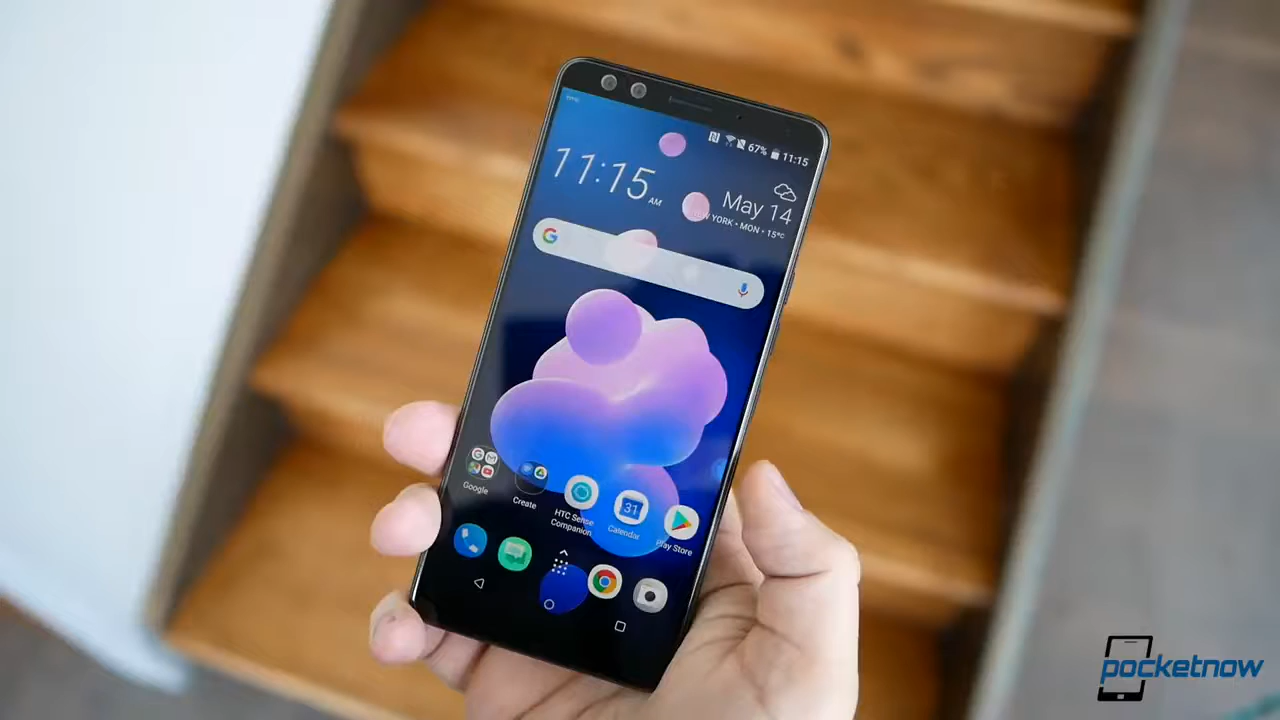 67% 11:15
11:15 AM
May 14
NEW YORK • MON • 15°C
G
Google
Create
HTC Sense
Companion
31
Calendar
Play Store
pocketnow